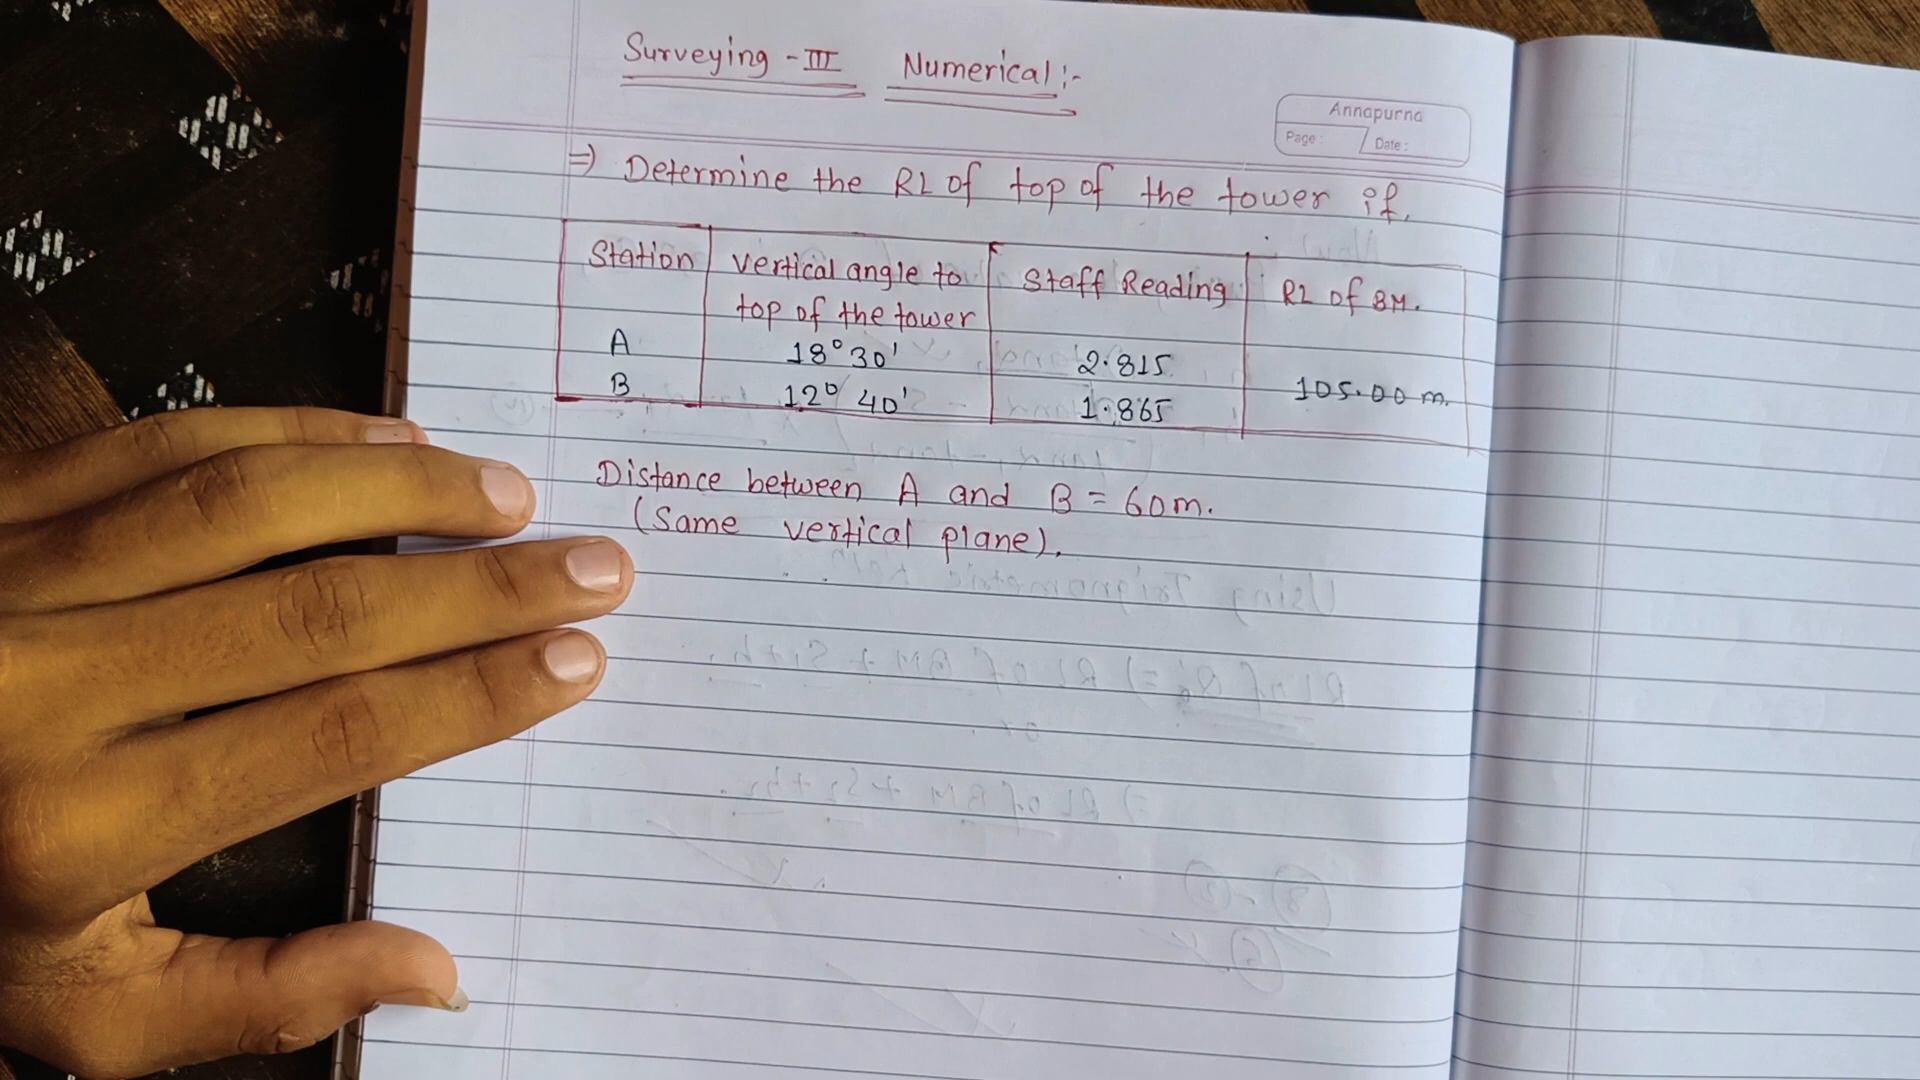 Surveying - III Numerical :-
Annapurna
Page : Date :
⇒ Determine the RL of top of the tower if,
Station vertical angle to top of the tower Staff Reading RL of BM.
A 18° 30' 2.815
B 12° 40' 1.865 105.00 m.
Distance between A and B = 60m.
(Same vertical plane).